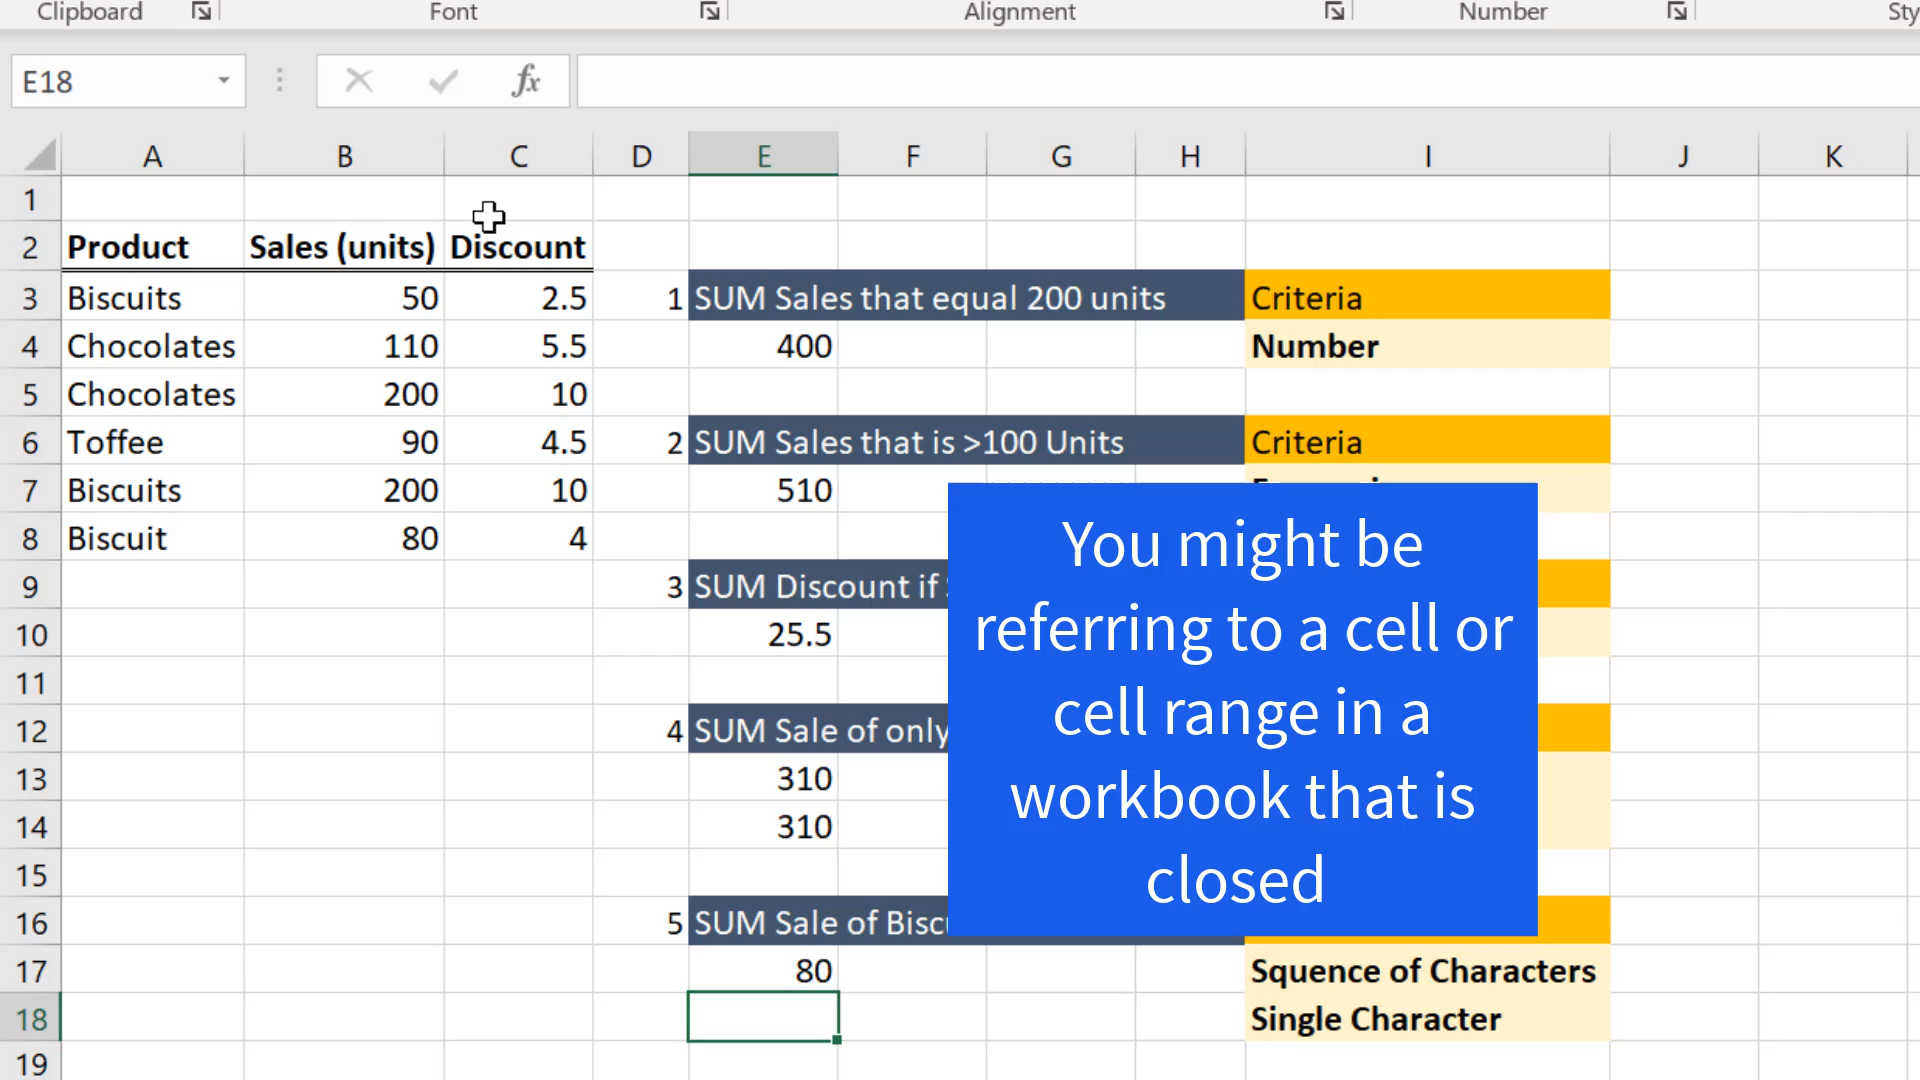 Clipboard Font Alignment Number Sty
E18 fx
A B C D E F G H I J K
1
2 Product Sales (units) Discount
3 Biscuits 50 2.5 1 SUM Sales that equal 200 units Criteria
4 Chocolates 110 5.5 400 Number
5 Chocolates 200 10
6 Toffee 90 4.5 2 SUM Sales that is >100 Units Criteria
7 Biscuits 200 10 510
8 Biscuit 80 4
9 3 SUM Discount if
10 25.5
11
12 4 SUM Sale of only
13 310
14 310
15
16 5 SUM Sale of Biscu
17 80 Squence of Characters
18 Single Character
19
You might be
referring to a cell or
cell range in a
workbook that is
closed